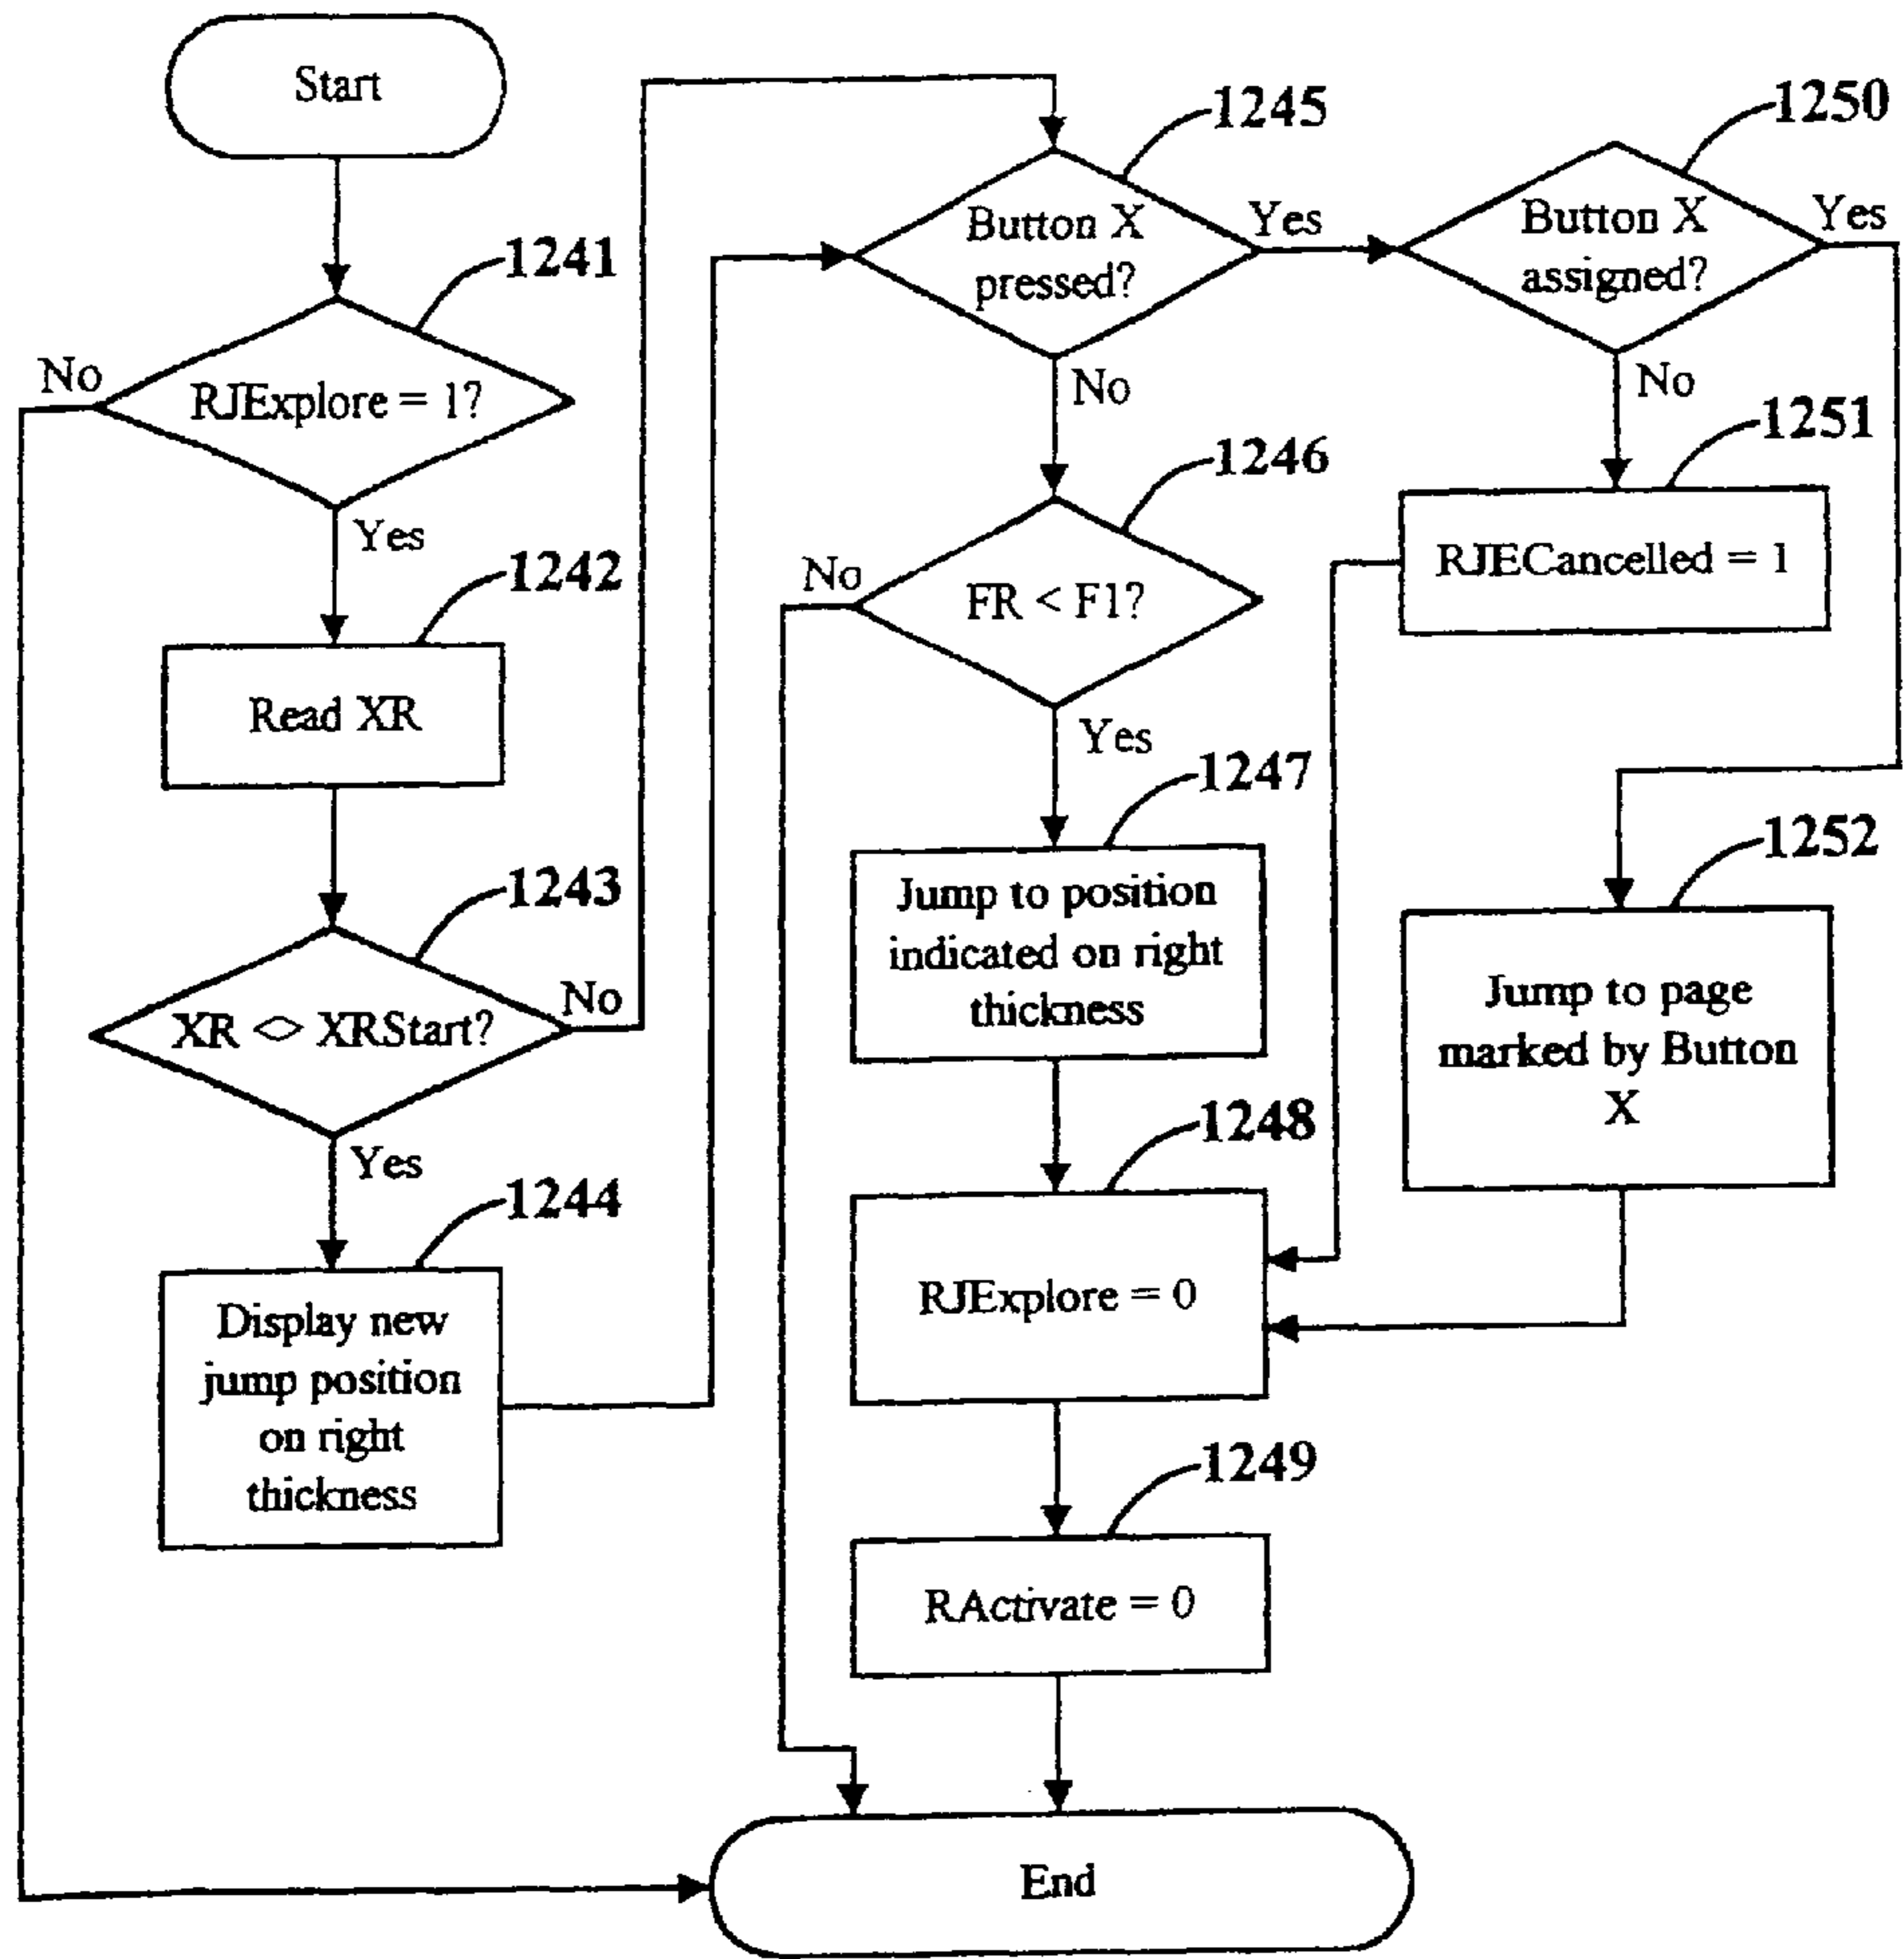 Start
1241
No
RJExplore = 1?
Yes
1242
Read XR
1243
XR <> XRStart?
No
Yes
1244
Display new
jump position
on right
thickness
1245
Button X
pressed?
Yes
No
1246
No
FR < F1?
Yes
1247
Jump to position
indicated on right
thickness
1248
RJExplore = 0
1249
RActivate = 0
1250
Button X
assigned?
Yes
No
1251
RJECancelled = 1
1252
Jump to page
marked by Button
X
End